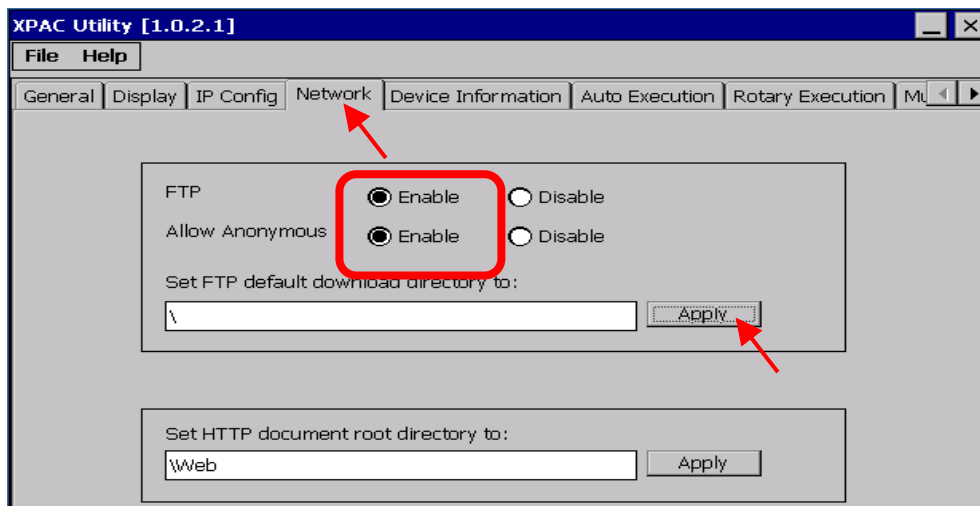 XPAC Utility [1.0.2.1]
File Help
General Display IP Config Network Device Information Auto Execution Rotary Execution
FTP Enable Disable
Allow Anonymous Enable Disable
Set FTP default download directory to:
\ Apply
Set HTTP document root directory to:
\Web Apply